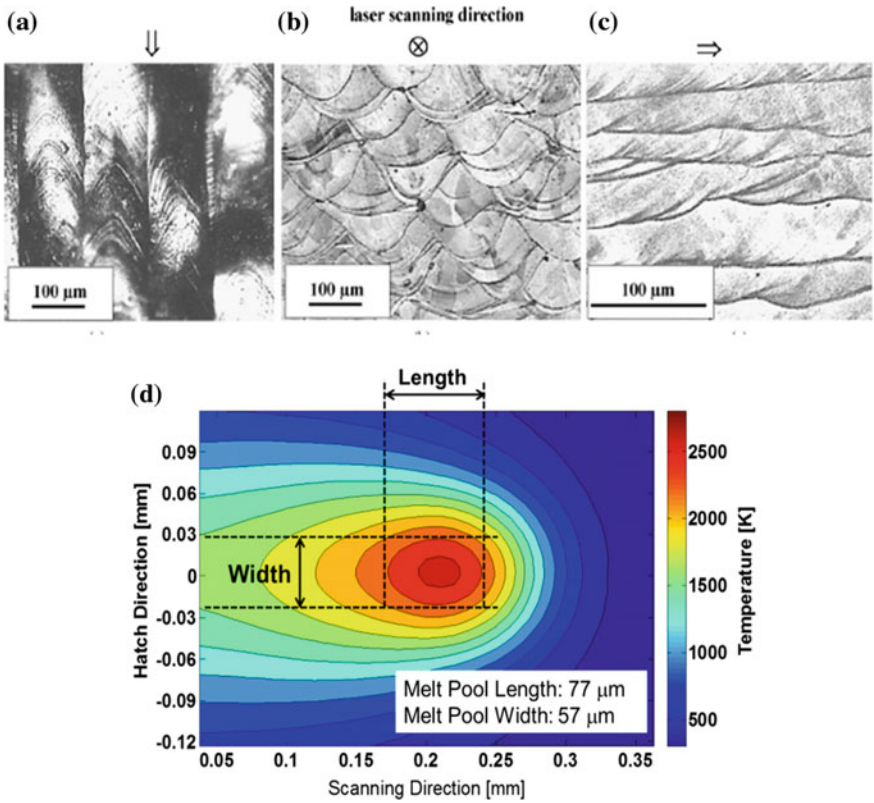 (a)
(b)
laser scanning direction
(c)
⇓
⊗
⇒
100 µm
100 µm
100 µm
(d)
Length
Width
0.09
0.06
0.03
0
-0.03
-0.06
-0.09
-0.12
Hatch Direction [mm]
0.05 0.1 0.15 0.2 0.25 0.3 0.35
Scanning Direction [mm]
Melt Pool Length: 77 µm
Melt Pool Width: 57 µm
2500
2000
1500
1000
500
Temperature [K]